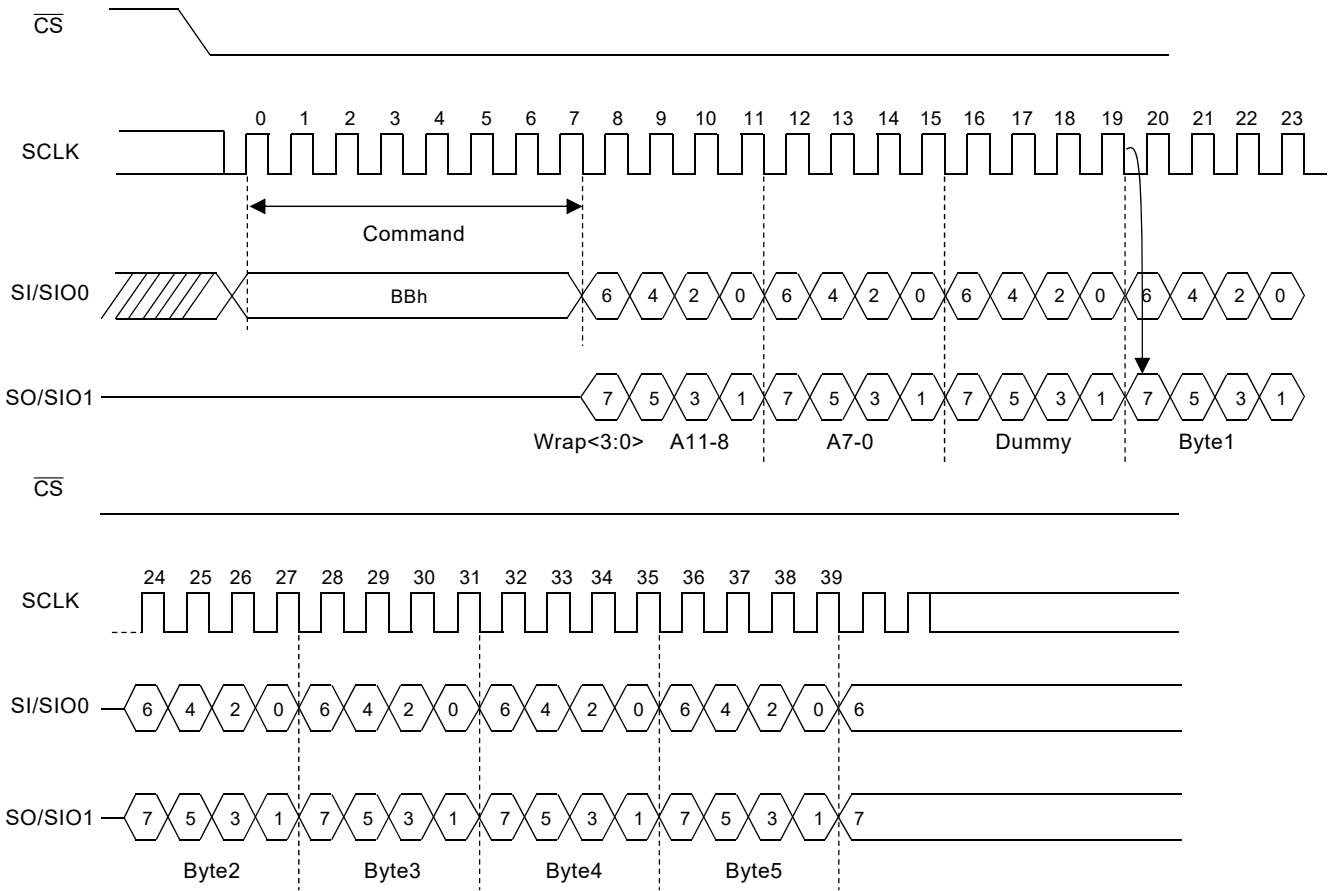 CS
0 1 2 3 4 5 6 7 8 9 10 11 12 13 14 15 16 17 18 19 20 21 22 23
SCLK
Command
SI/SIO0 BBh 6 4 2 0 6 4 2 0 6 4 2 0 6 4 2 0
SO/SIO1 7 5 3 1 7 5 3 1 7 5 3 1 7 5 3 1
Wrap<3:0> A11-8 A7-0 Dummy Byte1
CS
24 25 26 27 28 29 30 31 32 33 34 35 36 37 38 39
SCLK
SI/SIO0 6 4 2 0 6 4 2 0 6 4 2 0 6 4 2 0 6
SO/SIO1 7 5 3 1 7 5 3 1 7 5 3 1 7 5 3 1 7
Byte2 Byte3 Byte4 Byte5